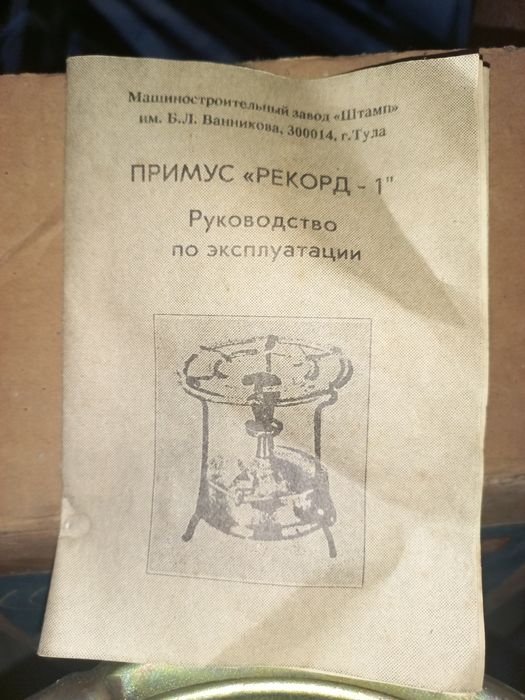 Машиностроительный завод «Штамп»
им. Б.Л. Ванникова, 300014, г.Тула
ПРИМУС «РЕКОРД - 1"
Руководство
по эксплуатации